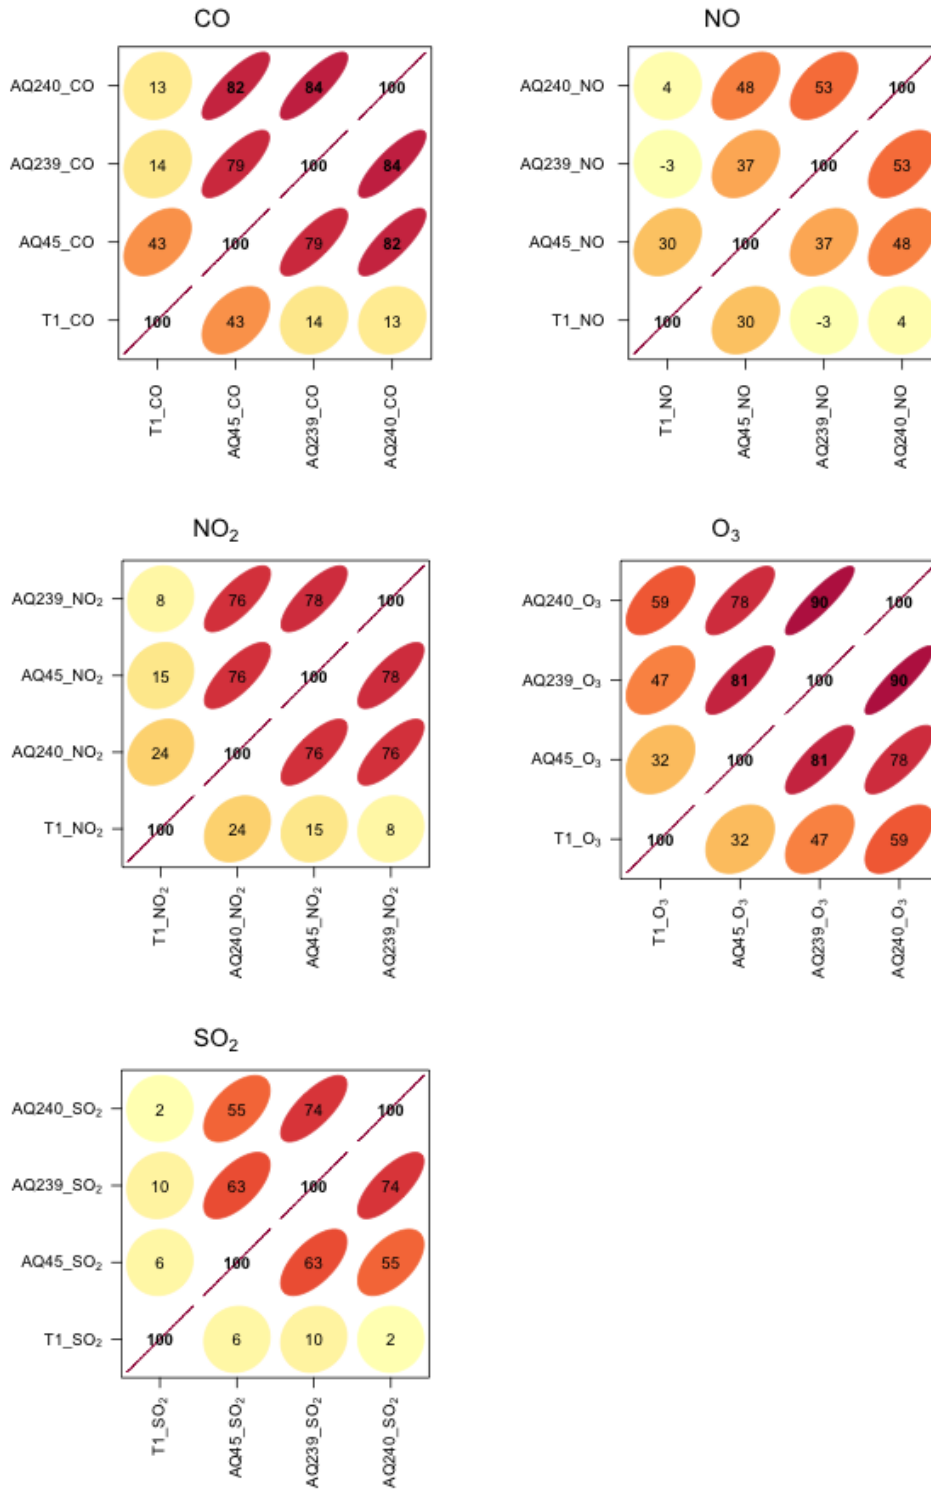 CO
AQ240_CO 13 82 84 100
AQ239_CO 14 79 100 84
AQ45_CO 43 100 79 82
T1_CO 100 43 14 13
T1_CO AQ45_CO AQ239_CO AQ240_CO
NO
AQ240_NO 4 48 53 100
AQ239_NO -3 37 100 53
AQ45_NO 30 100 37 48
T1_NO 100 30 -3 4
T1_NO AQ45_NO AQ239_NO AQ240_NO
NO₂
AQ239_NO₂ 8 76 78 100
AQ45_NO₂ 15 76 100 78
AQ240_NO₂ 24 100 76 76
T1_NO₂ 100 24 15 8
T1_NO₂ AQ240_NO₂ AQ45_NO₂ AQ239_NO₂
O₃
AQ240_O₃ 59 78 90 100
AQ239_O₃ 47 81 100 90
AQ45_O₃ 32 100 81 78
T1_O₃ 100 32 47 59
T1_O₃ AQ45_O₃ AQ239_O₃ AQ240_O₃
SO₂
AQ240_SO₂ 2 55 74 100
AQ239_SO₂ 10 63 100 74
AQ45_SO₂ 6 100 63 55
T1_SO₂ 100 6 10 2
T1_SO₂ AQ45_SO₂ AQ239_SO₂ AQ240_SO₂